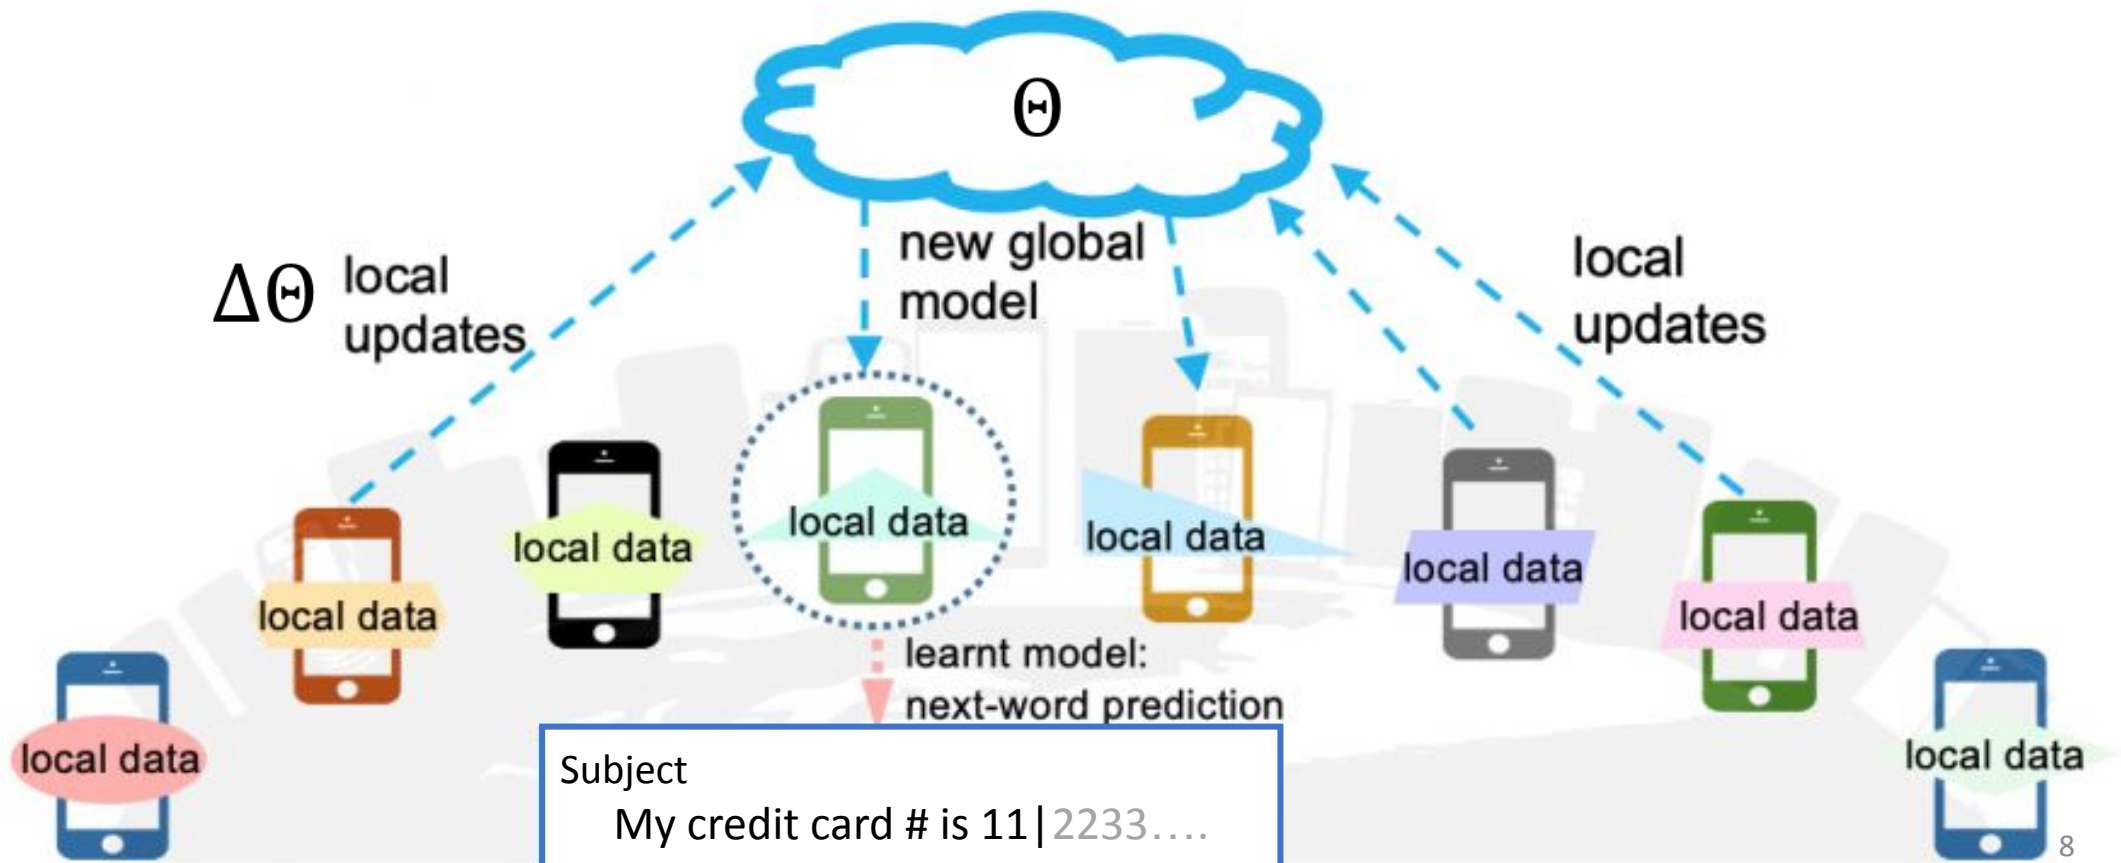 Θ
new global
model
ΔΘ
local
updates
local
updates
local data
local data
local data
local data
local data
local data
local data
local data
learnt model:
next-word prediction
Subject
My credit card # is 11|2233....
8